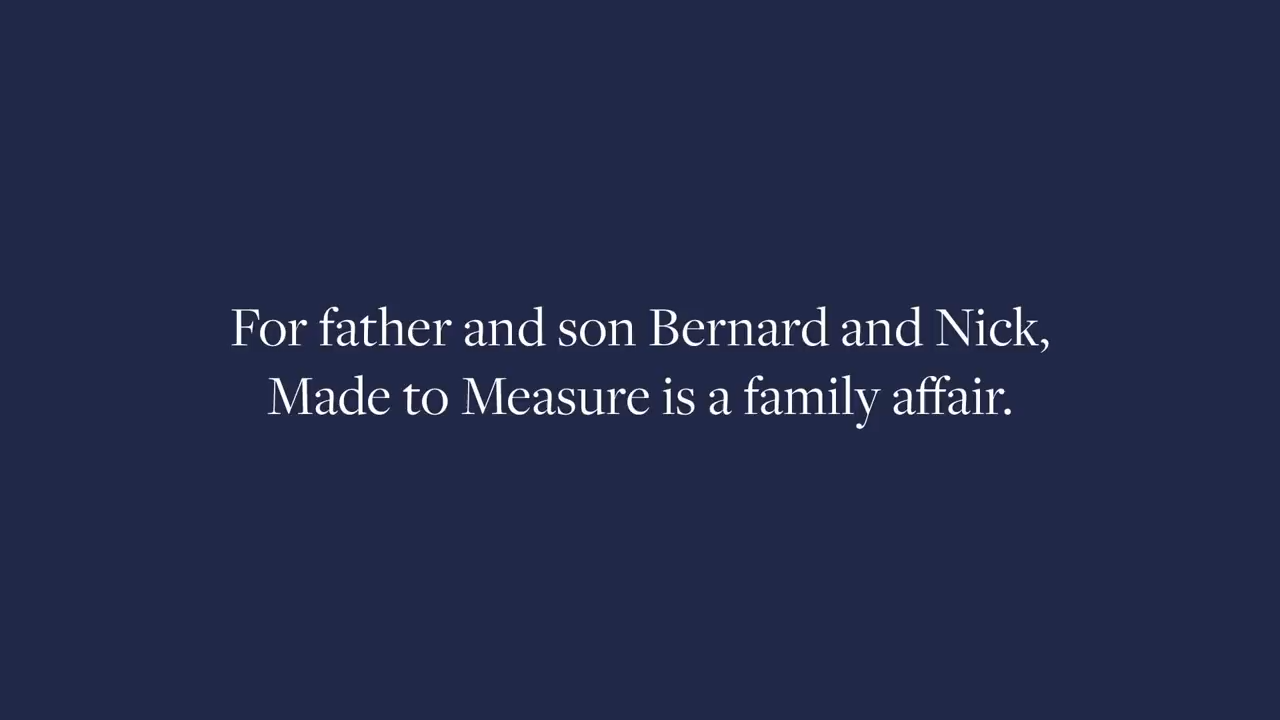 For father and son Bernard and Nick,
Made to Measure is a family affair.